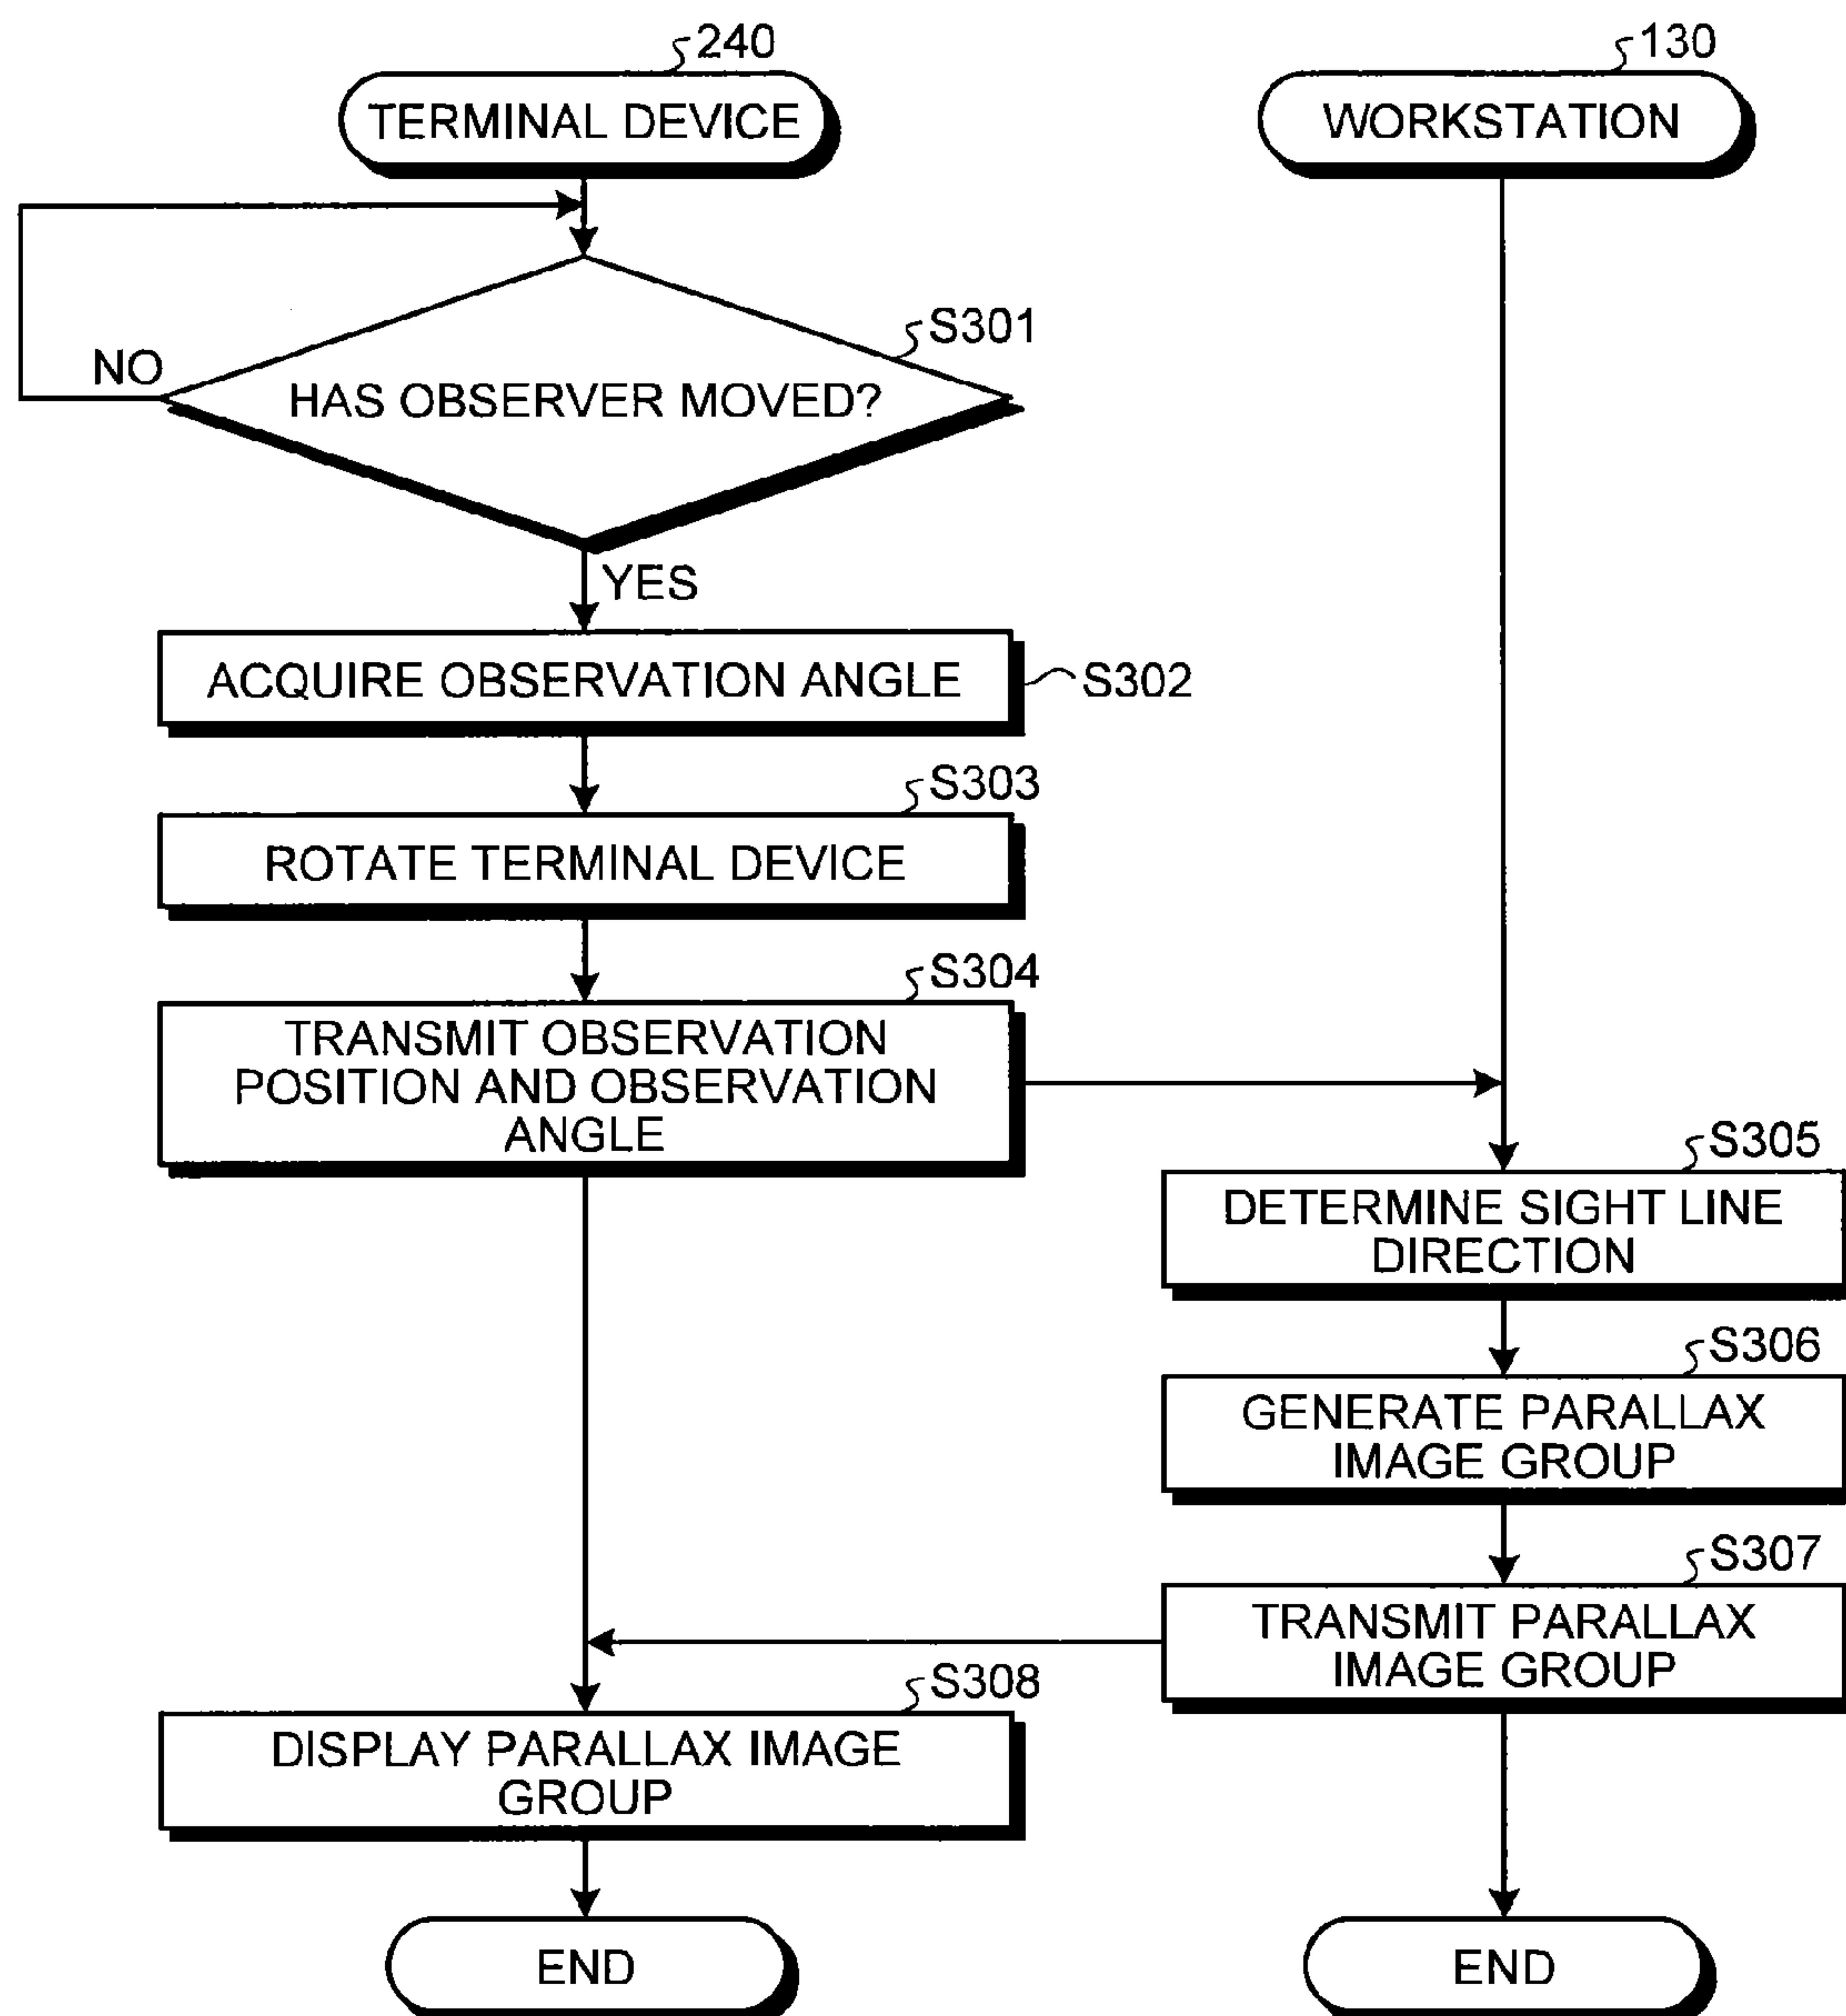 240
TERMINAL DEVICE
130
WORKSTATION
S301
NO
HAS OBSERVER MOVED?
YES
ACQUIRE OBSERVATION ANGLE
S302
S303
ROTATE TERMINAL DEVICE
S304
TRANSMIT OBSERVATION
POSITION AND OBSERVATION
ANGLE
S305
DETERMINE SIGHT LINE
DIRECTION
S306
GENERATE PARALLAX
IMAGE GROUP
S307
TRANSMIT PARALLAX
IMAGE GROUP
S308
DISPLAY PARALLAX IMAGE
GROUP
END
END